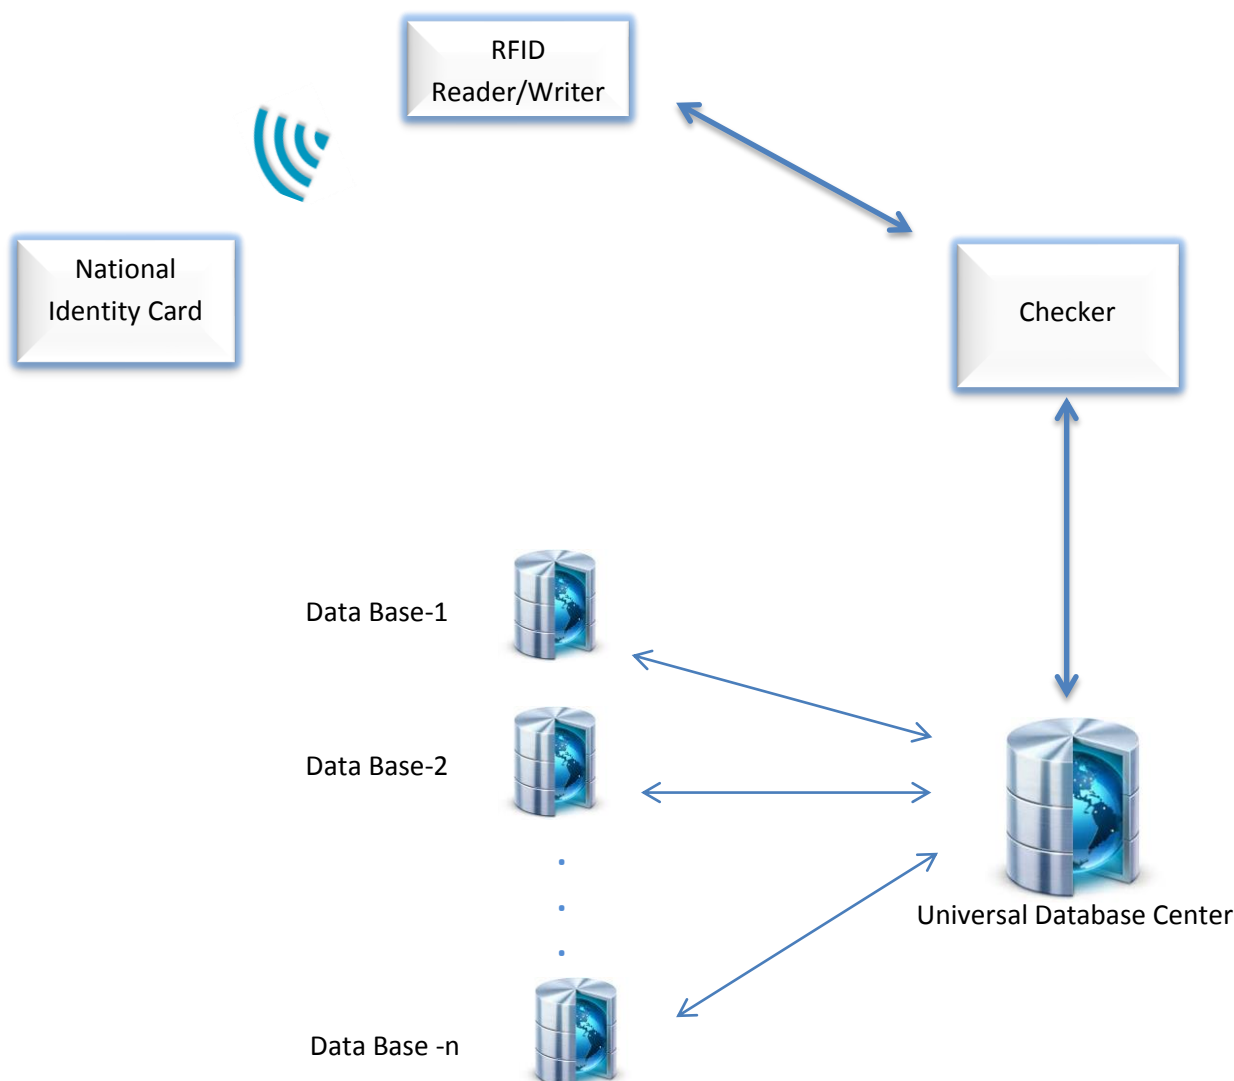 RFID
Reader/Writer
National
Identity Card
Checker
Data Base-1
Data Base-2
Universal Database Center
Data Base -n